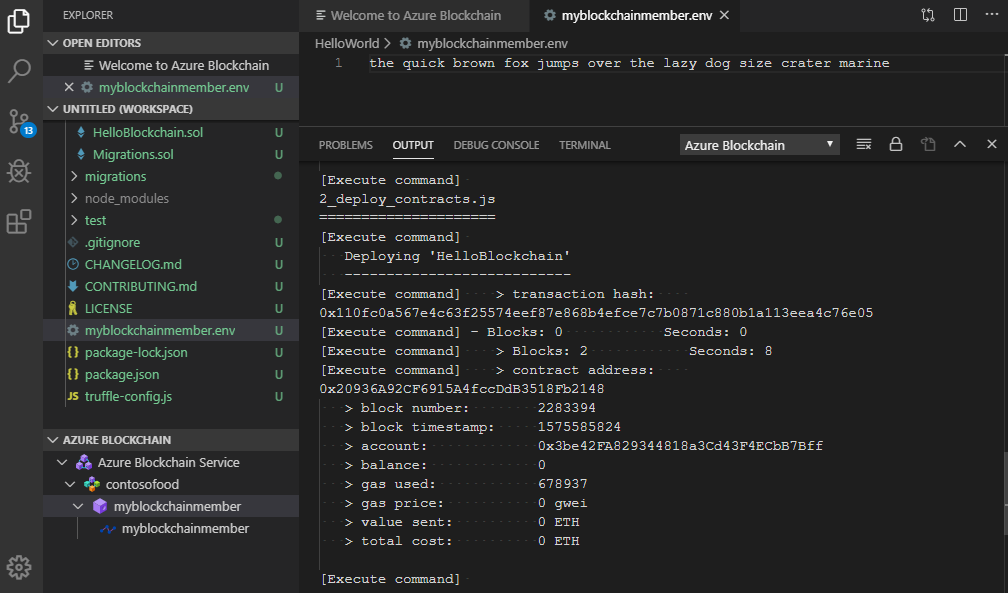 EXPLORER
OPEN EDITORS
Welcome to Azure Blockchain
myblockchainmember.env U
UNTITLED (WORKSPACE)
13
HelloBlockchain.sol U
Migrations.sol U
migrations
node_modules
test
.gitignore U
CHANGELOG.md U
CONTRIBUTING.md U
LICENSE U
myblockchainmember.env U
{} package-lock.json U
{} package.json U
JS truffle-config.js U
AZURE BLOCKCHAIN
Azure Blockchain Service
contosofood
myblockchainmember
myblockchainmember
Welcome to Azure Blockchain myblockchainmember.env
HelloWorld > myblockchainmember.env
1 the quick brown fox jumps over the lazy dog size crater marine
PROBLEMS OUTPUT DEBUG CONSOLE TERMINAL Azure Blockchain
[Execute command]
2_deploy_contracts.js
=====================
[Execute command]
Deploying 'HelloBlockchain'
---------------------------
[Execute command] > transaction hash:
0x110fc0a567e4c63f25574eef87e868b4efce7c7b0871c880b1a113eea4c76e05
[Execute command] - Blocks: 0 Seconds: 0
[Execute command] > Blocks: 2 Seconds: 8
[Execute command] > contract address:
0x20936A92CF6915A4fccDdB3518Fb2148
> block number: 2283394
> block timestamp: 1575585824
> account: 0x3be42FA829344818a3Cd43F4ECbB7Bff
> balance: 0
> gas used: 678937
> gas price: 0 gwei
> value sent: 0 ETH
> total cost: 0 ETH
[Execute command]